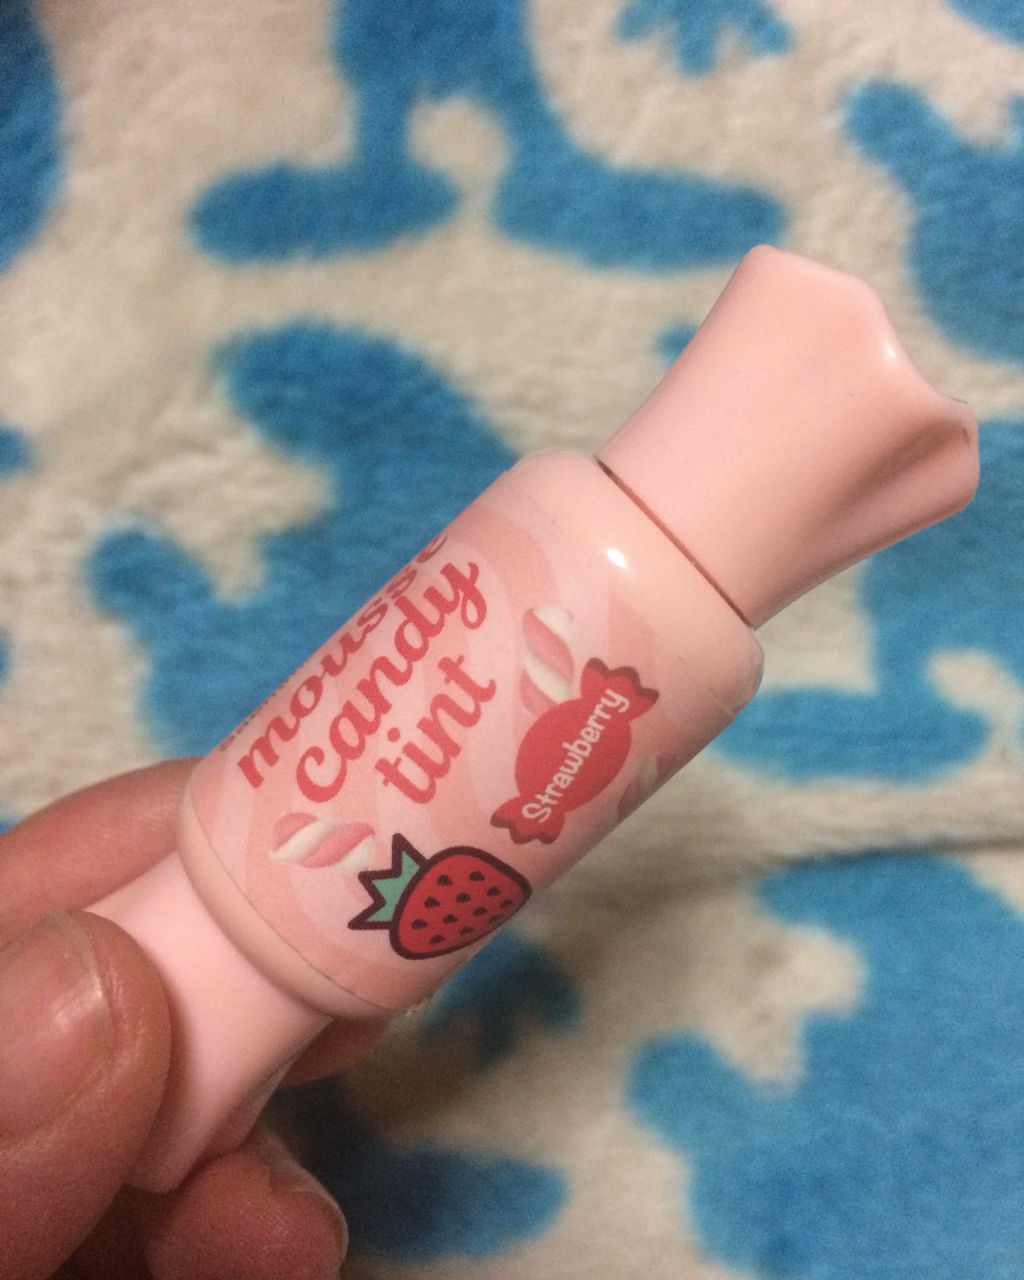 mousse
candy
tint
Strawberry